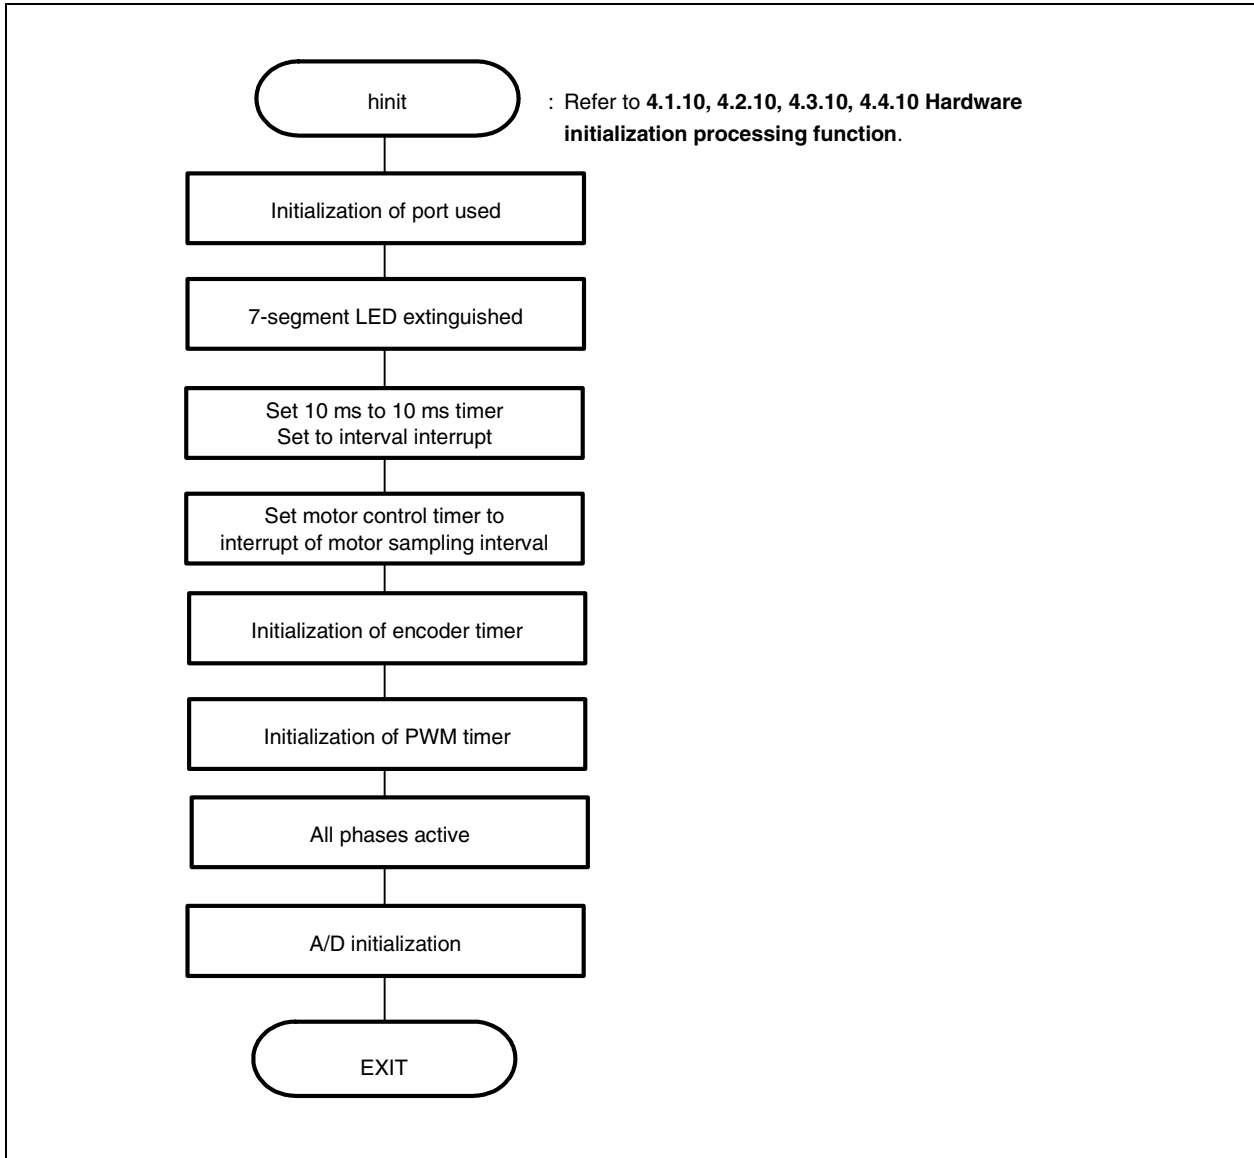 hinit
: Refer to 4.1.10, 4.2.10, 4.3.10, 4.4.10 Hardware
initialization processing function.
Initialization of port used
7-segment LED extinguished
Set 10 ms to 10 ms timer
Set to interval interrupt
Set motor control timer to
interrupt of motor sampling interval
Initialization of encoder timer
Initialization of PWM timer
All phases active
A/D initialization
EXIT